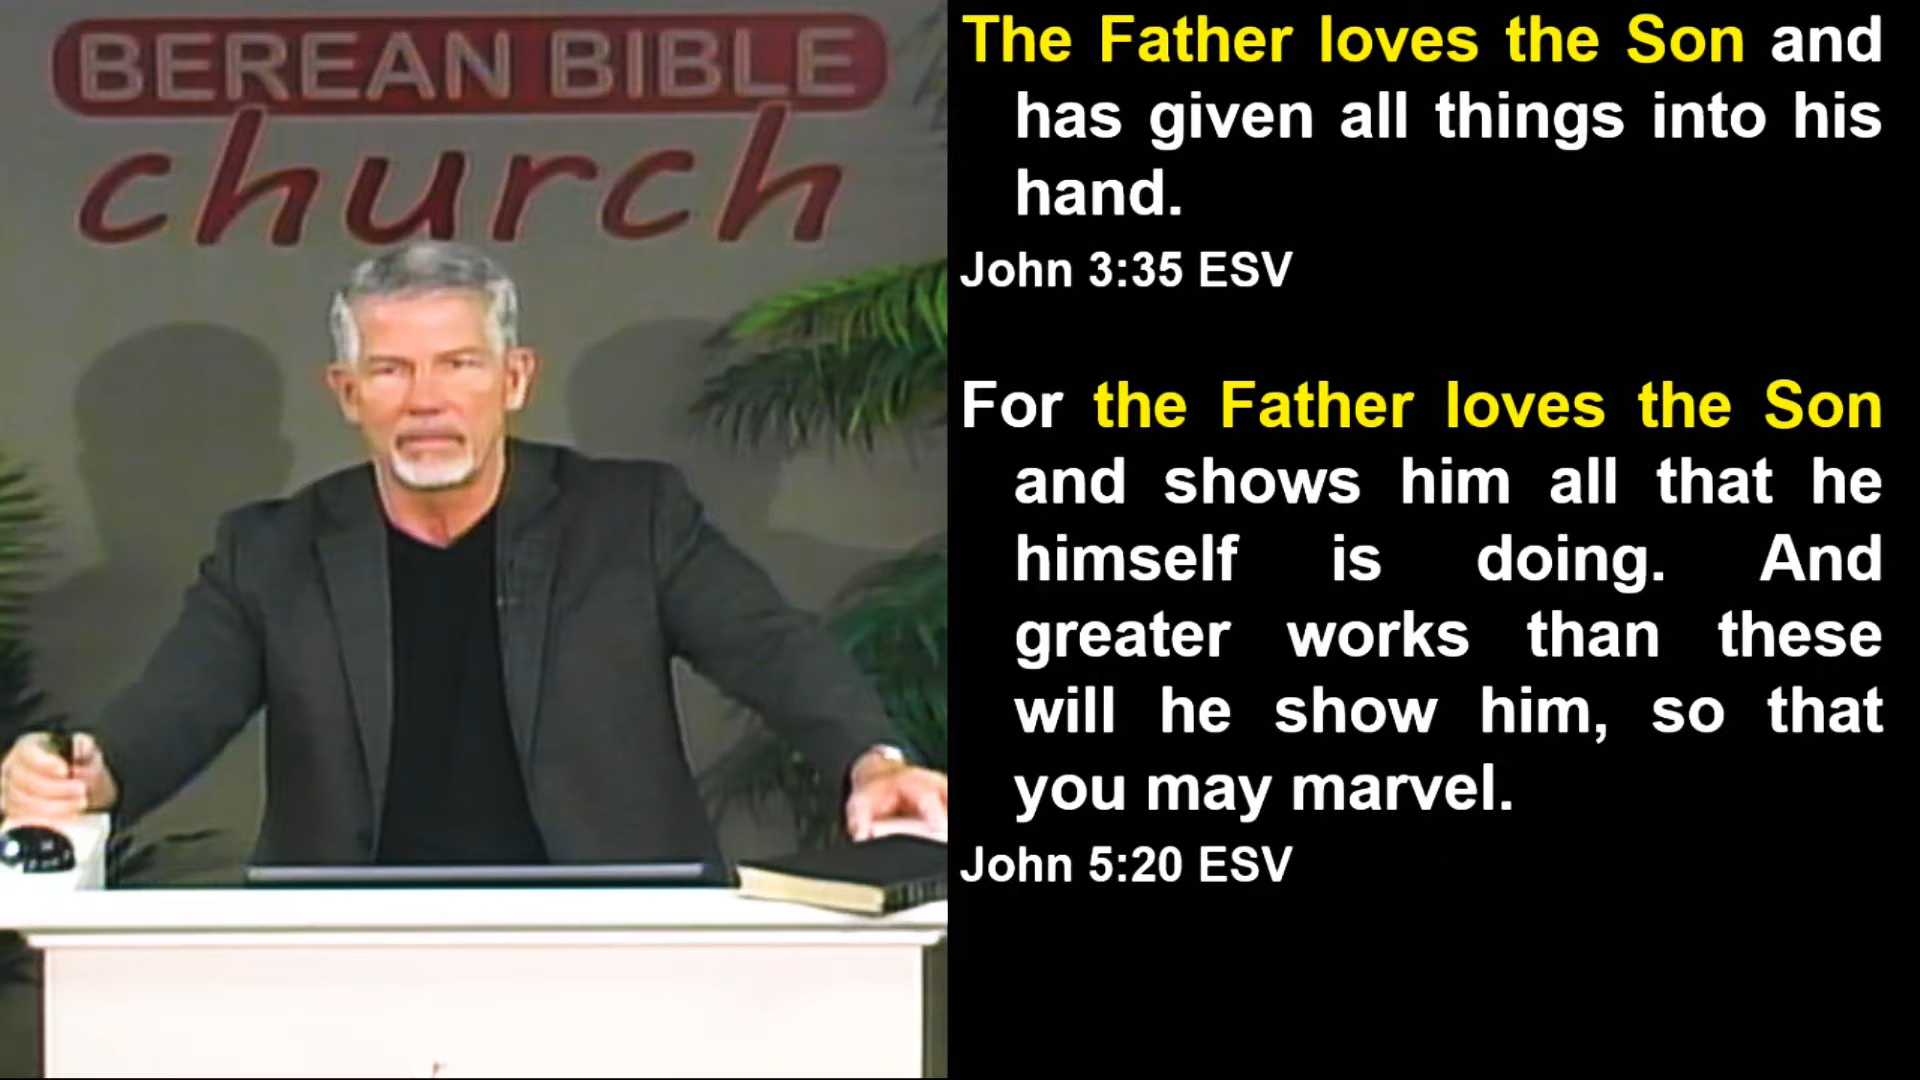 BEREAN BIBLE
church
The Father loves the Son and
has given all things into his
hand.
John 3:35 ESV
For the Father loves the Son
and shows him all that he
himself is doing. And
greater works than these
will he show him, so that
you may marvel.
John 5:20 ESV